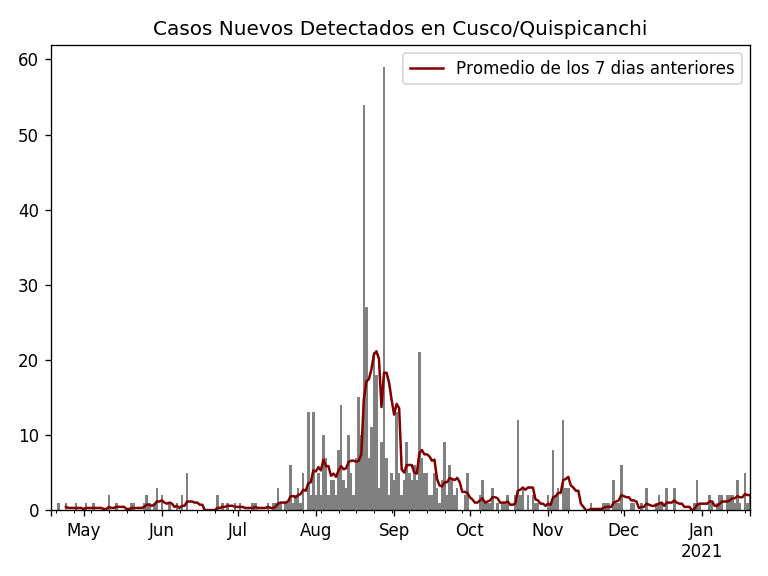 Casos Nuevos Detectados en Cusco/Quispicanchi
Promedio de los 7 dias anteriores
60
50
40
30
20
10
0
May Jun Jul Aug Sep Oct Nov Dec Jan
2021